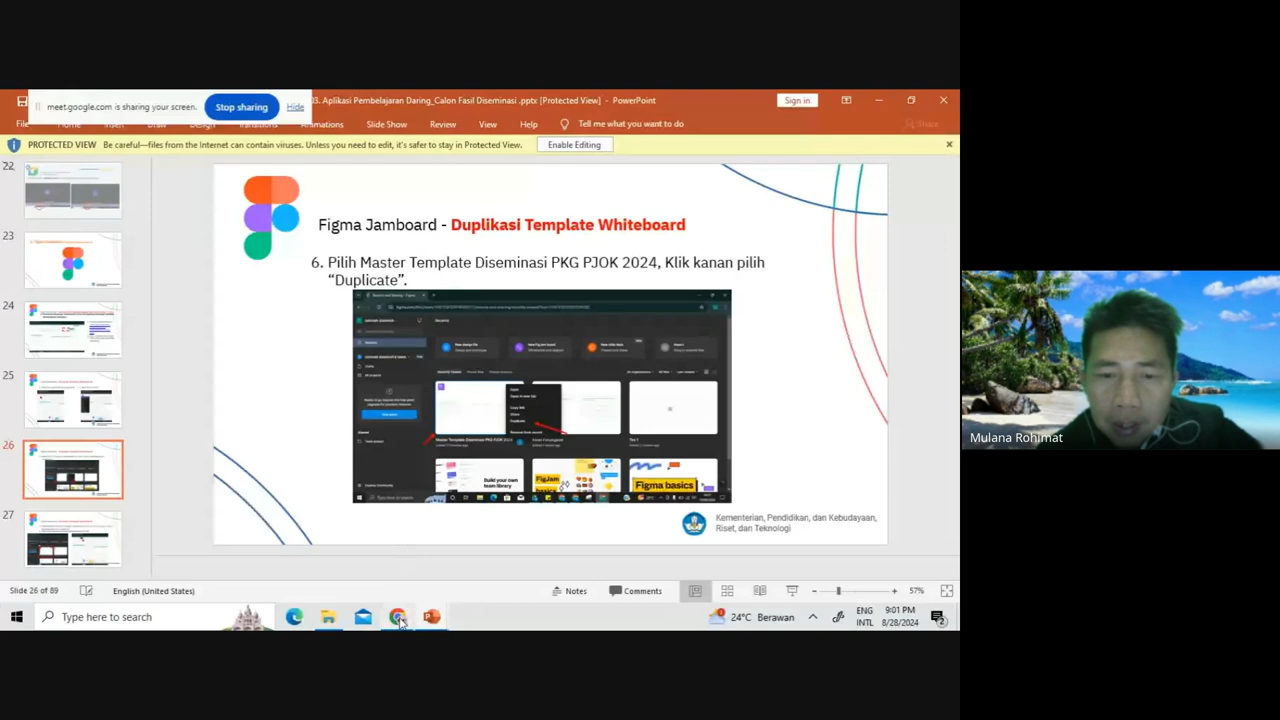 meet.google.com is sharing your screen.
Stop sharing
Hide
03. Aplikasi Pembelajaran Daring_Calon Fasil Diseminasi .pptx [Protected View] - PowerPoint
Sign in
File
Home
Insert
Draw
Design
Transitions
Animations
Slide Show
Review
View
Help
Tell me what you want to do
Share
PROTECTED VIEW
Be careful—files from the Internet can contain viruses. Unless you need to edit, it's safer to stay in Protected View.
Enable Editing
22
23
24
25
26
27
Figma Jamboard - Duplikasi Template Whiteboard
6. Pilih Master Template Diseminasi PKG PJOK 2024, Klik kanan pilih
“Duplicate”.
Build your own
team library
FigJam
basics
Figma basics
Kementerian, Pendidikan, dan Kebudayaan,
Riset, dan Teknologi
Mulana Rohimat
Slide 26 of 89
English (United States)
Notes
Comments
57%
Type here to search
24°C Berawan
ENG
INTL
9:01 PM
8/28/2024
2